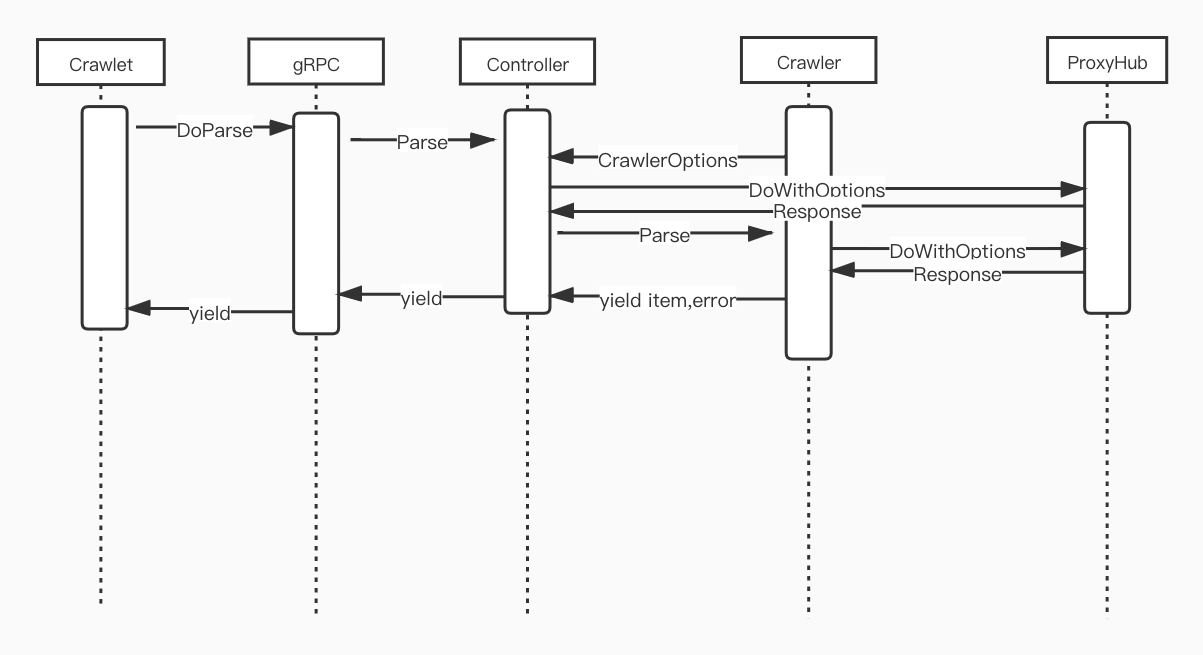 Crawlet
gRPC
Controller
Crawler
ProxyHub
DoParse
Parse
CrawlerOptions
DoWithOptions
Response
Parse
DoWithOptions
Response
yield
yield
yield item,error